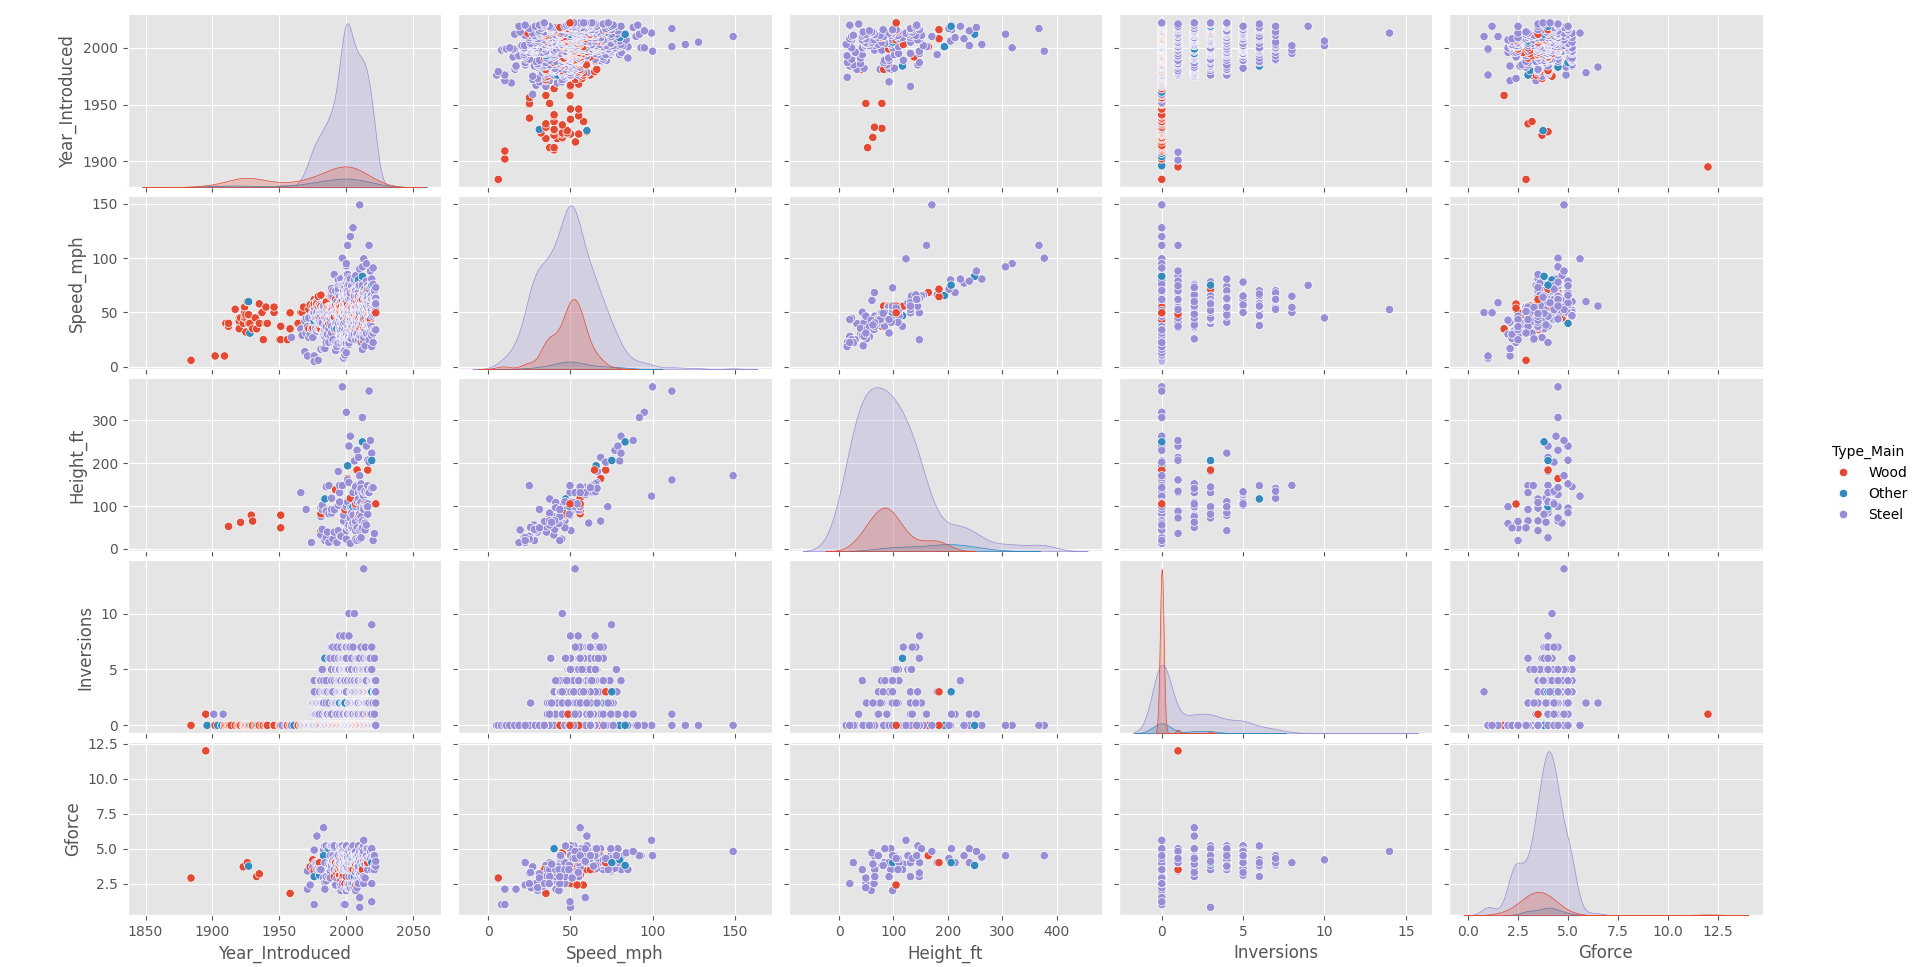 Year_Introduced
2000
1950
1900
Speed_mph
150
100
50
0
Height_ft
300
200
100
0
Type_Main
Wood
Other
Steel
Inversions
10
5
0
Gforce
12.5
10.0
7.5
5.0
2.5
1850 1900 1950 2000 2050 0 50 100 150 0 100 200 300 400 0 5 10 15 0.0 2.5 5.0 7.5 10.0 12.5
Year_Introduced Speed_mph Height_ft Inversions Gforce